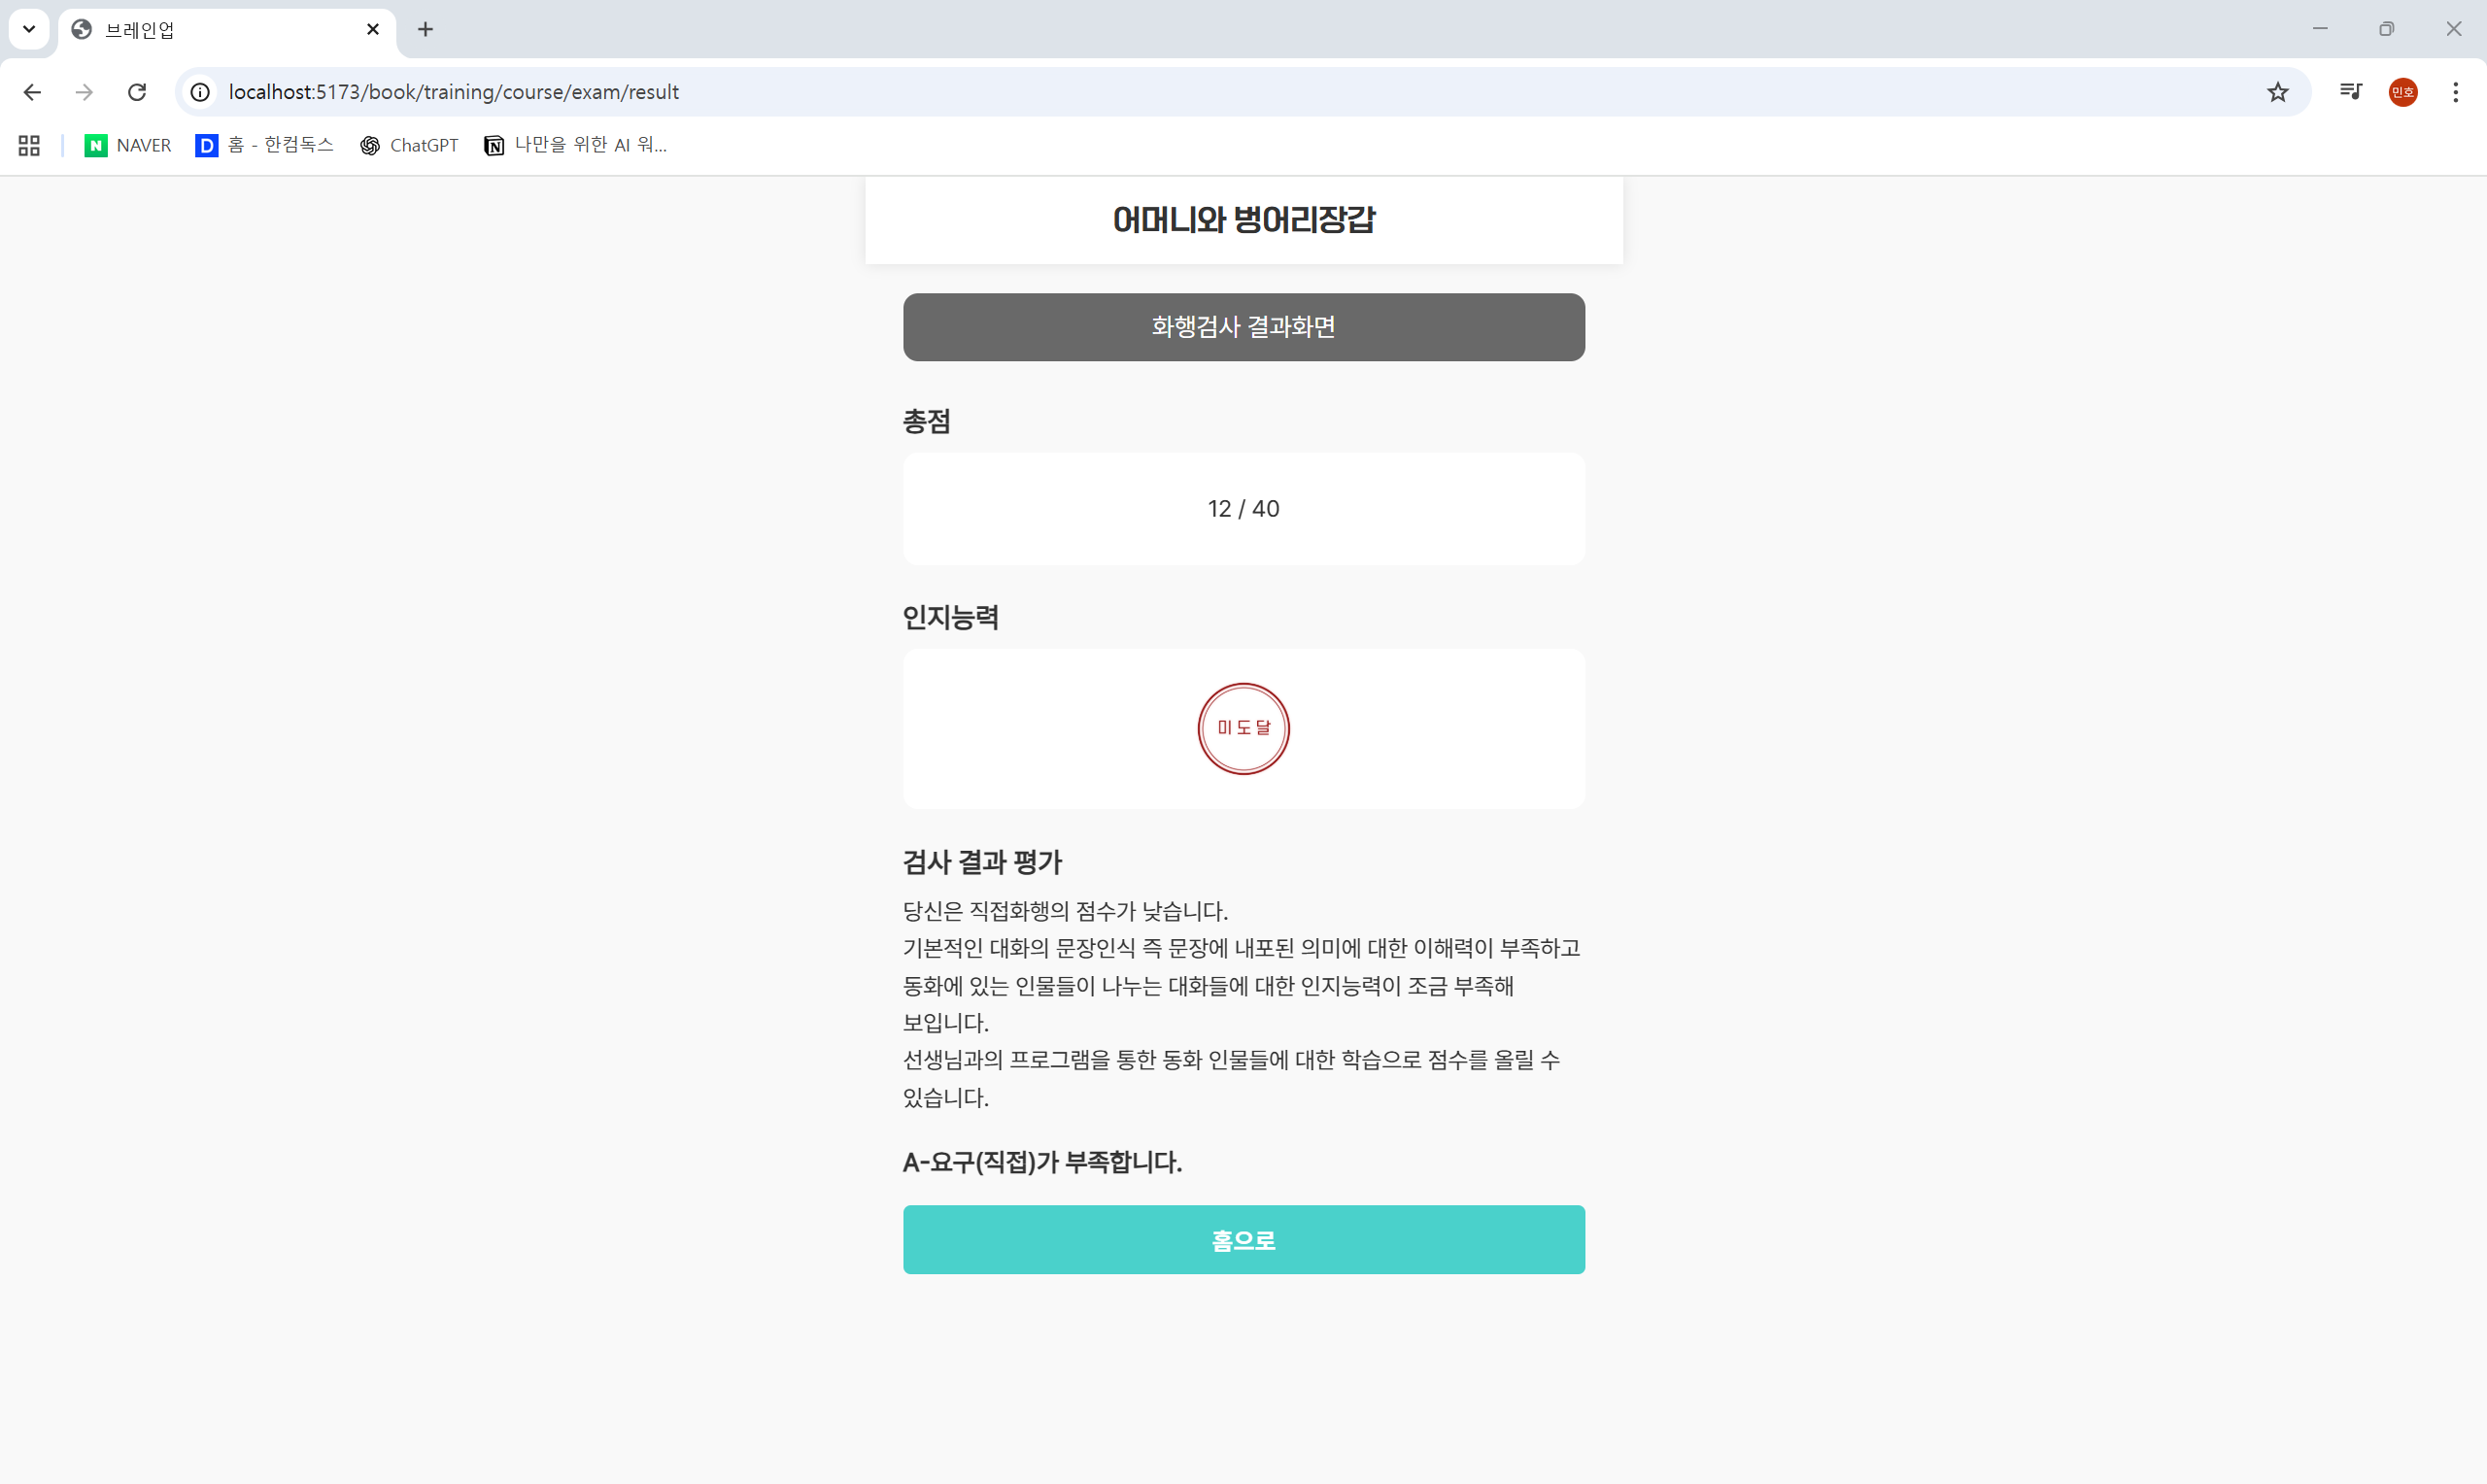 브레인업
localhost:5173/book/training/course/exam/result
민호
NAVER
홈 - 한컴독스
ChatGPT
나만을 위한 AI 워...
어머니와 벙어리장갑
화행검사 결과화면
총점
12 / 40
인지능력
미도달
검사 결과 평가
당신은 직접화행의 점수가 낮습니다.
기본적인 대화의 문장인식 즉 문장에 내포된 의미에 대한 이해력이 부족하고
동화에 있는 인물들이 나누는 대화들에 대한 인지능력이 조금 부족해
보입니다.
선생님과의 프로그램을 통한 동화 인물들에 대한 학습으로 점수를 올릴 수
있습니다.
A-요구(직접)가 부족합니다.
홈으로